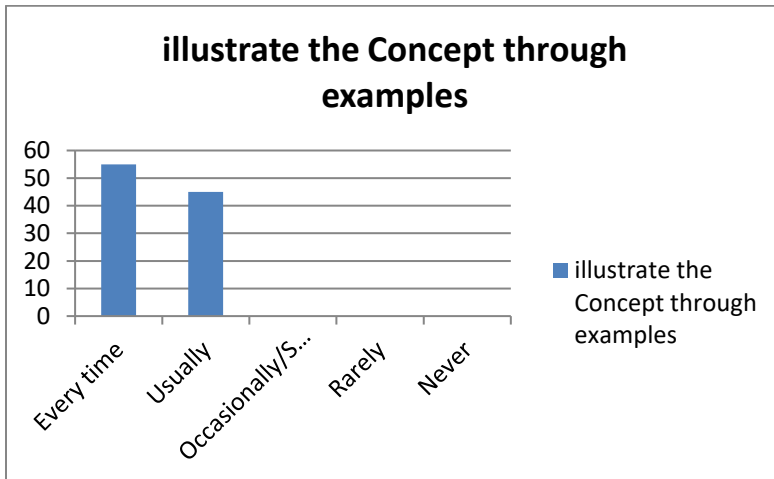 illustrate the Concept through
examples
60
50
40
30
20
10
0
Every time
Usually
Occasionally/S...
Rarely
Never
illustrate the
Concept through
examples